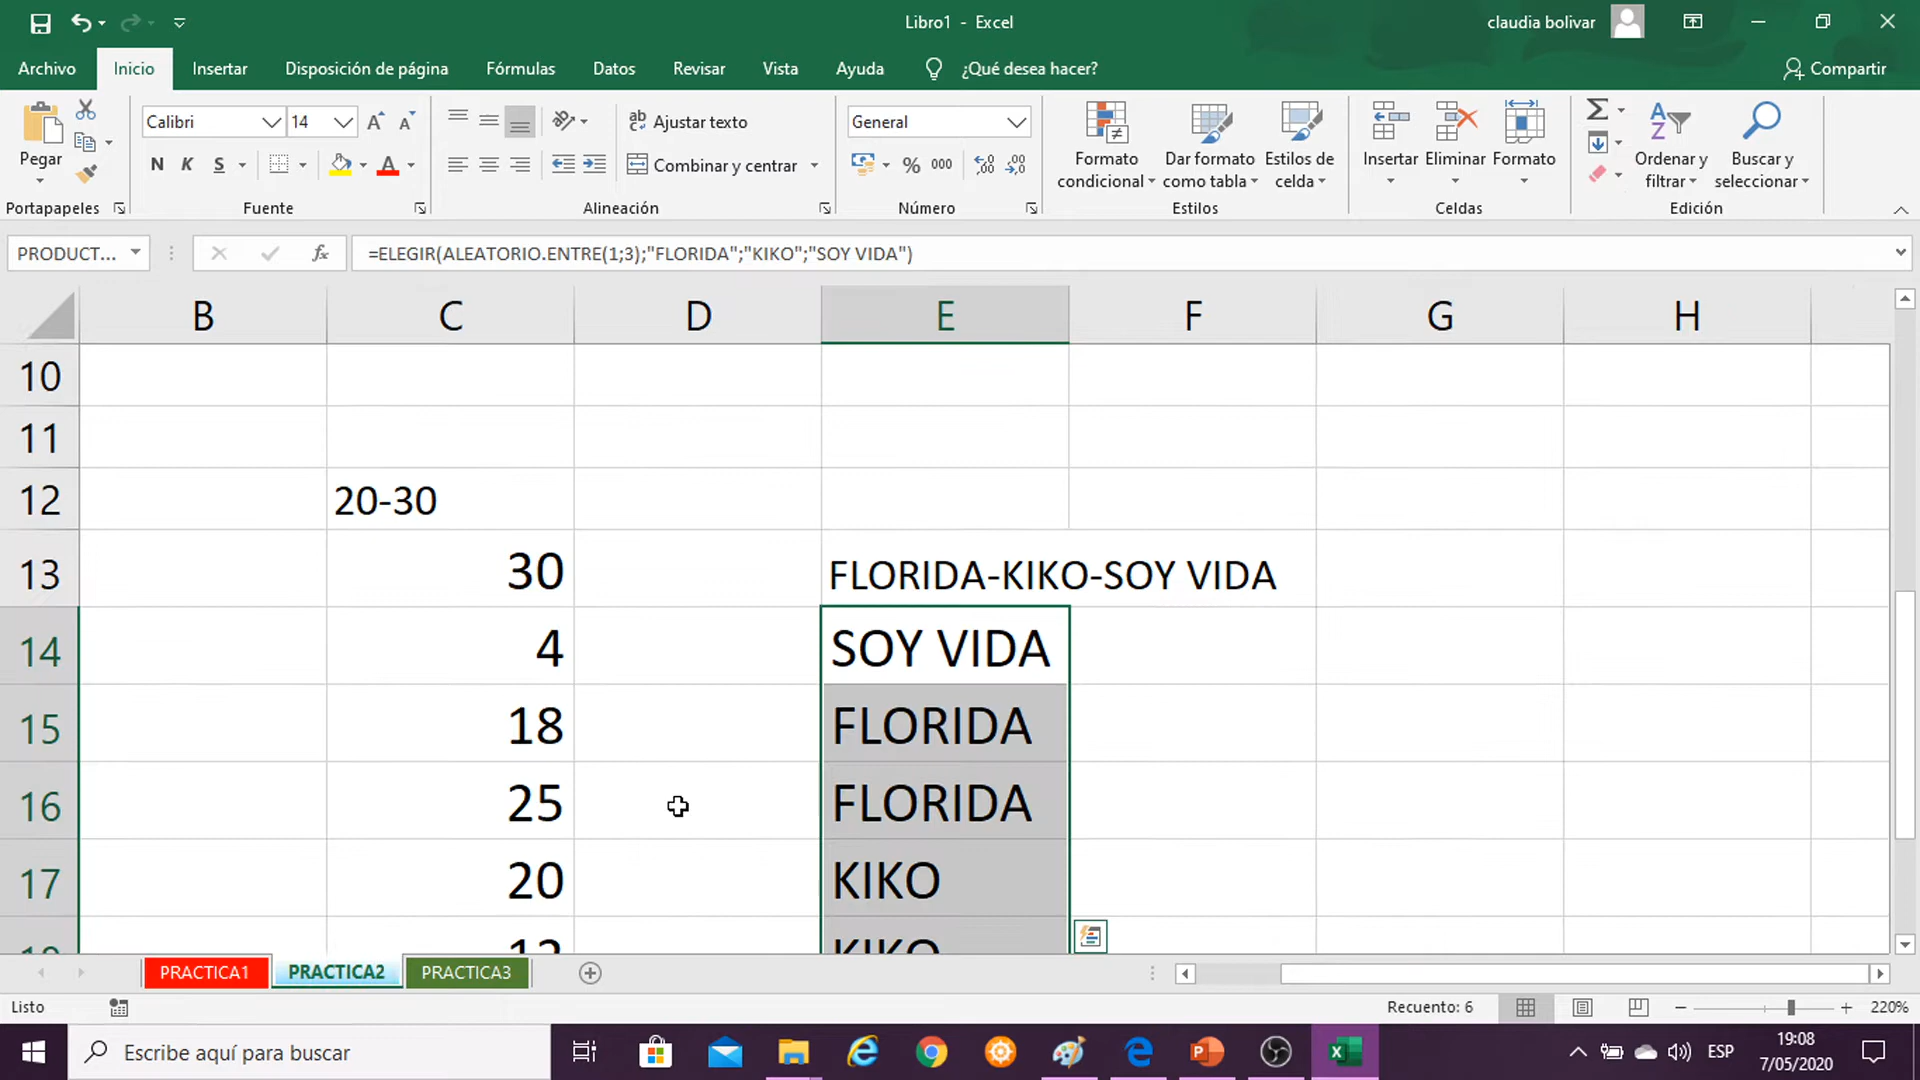 Libro1 - Excel
claudia bolivar
Archivo Inicio Insertar Disposición de página Fórmulas Datos Revisar Vista Ayuda ¿Qué desea hacer? Compartir
Pegar
Calibri 14
N K S
Ajustar texto
Combinar y centrar
General
% 000
Formato condicional
Dar formato como tabla
Estilos de celda
Insertar
Eliminar
Formato
Ordenar y filtrar
Buscar y seleccionar
Portapapeles Fuente Alineación Número Estilos Celdas Edición
PRODUCT... fx =ELEGIR(ALEATORIO.ENTRE(1;3);"FLORIDA";"KIKO";"SOY VIDA")
B C D E F G H
10
11
12 20-30
13 30 FLORIDA-KIKO-SOY VIDA
14 4 SOY VIDA
15 18 FLORIDA
16 25 FLORIDA
17 20 KIKO
12 KIKO
PRACTICA1 PRACTICA2 PRACTICA3
Listo Recuento: 6 220%
Escribe aquí para buscar
ESP
19:08
7/05/2020